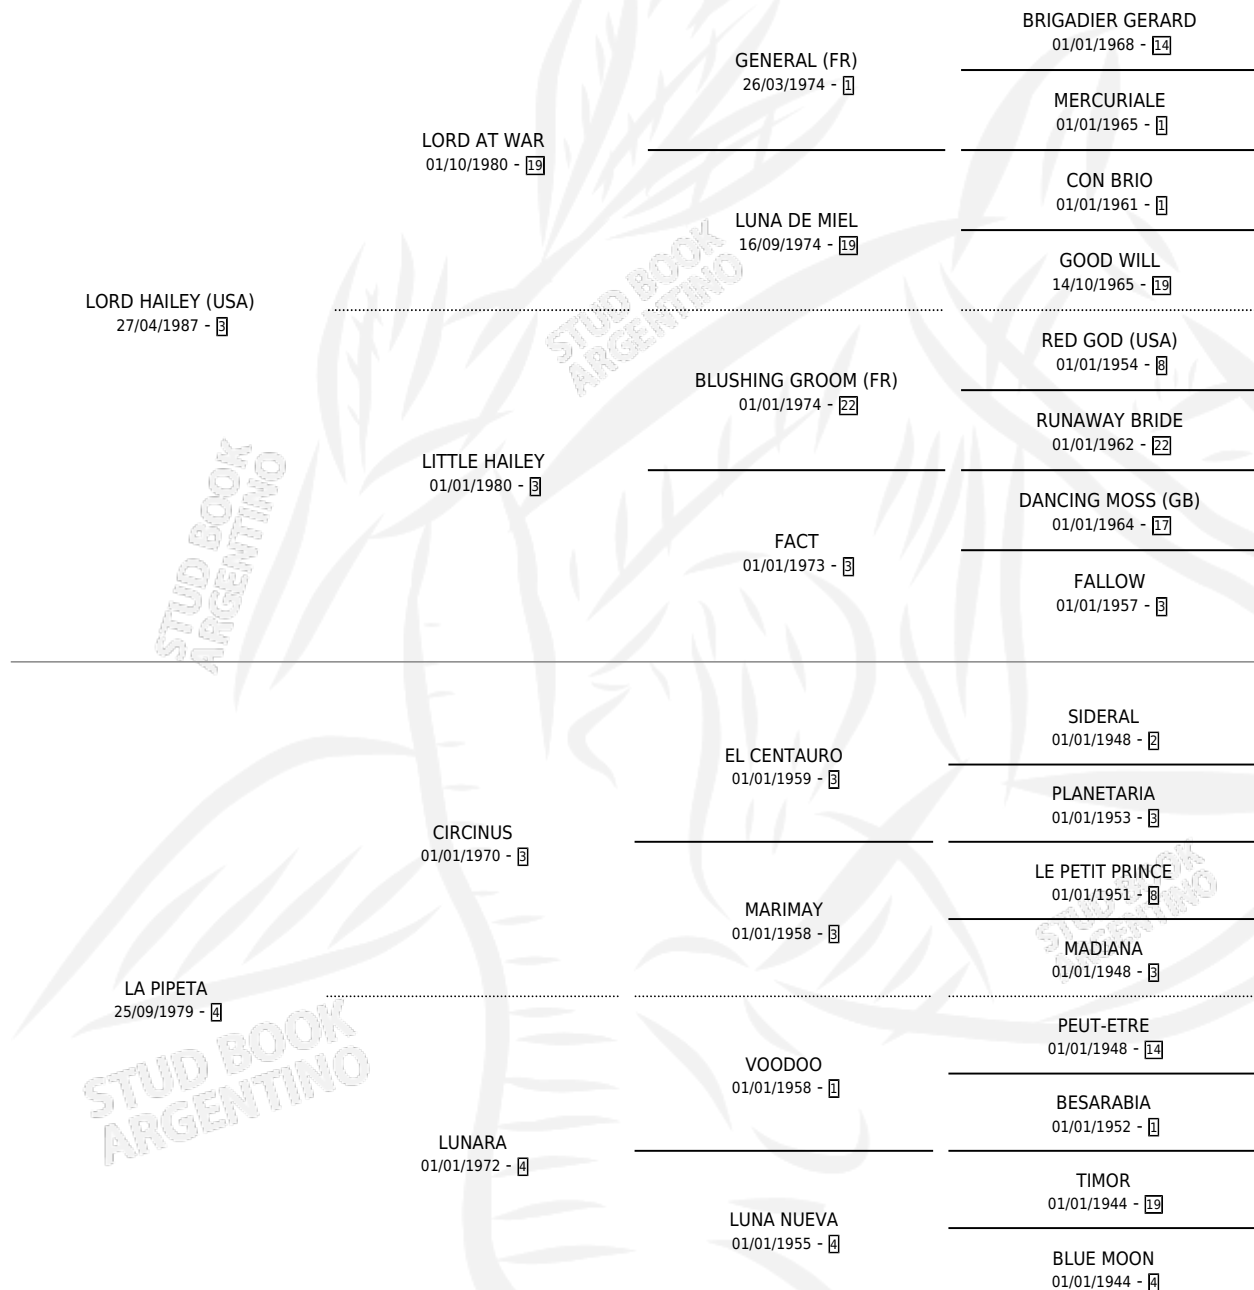 BRIGADIER GERARD
01/01/1968 - 14
GENERAL (FR)
26/03/1974 - 1
MERCURIALE
01/01/1965 - 1
LORD AT WAR
01/10/1980 - 19
CON BRIO
01/01/1961 - 1
LUNA DE MIEL
16/09/1974 - 19
GOOD WILL
14/10/1965 - 19
LORD HAILEY (USA)
27/04/1987 - 3
STUD BOOK
ARGENTINO
RED GOD (USA)
01/01/1954 - 8
BLUSHING GROOM (FR)
01/01/1974 - 22
RUNAWAY BRIDE
01/01/1962 - 22
LITTLE HAILEY
01/01/1980 - 3
DANCING MOSS (GB)
01/01/1964 - 17
FACT
01/01/1973 - 3
FALLOW
01/01/1957 - 3
STUD BOOK
ARGENTINO
SIDERAL
01/01/1948 - 2
EL CENTAURO
01/01/1959 - 3
PLANETARIA
01/01/1953 - 3
CIRCINUS
01/01/1970 - 3
LE PETIT PRINCE
01/01/1951 - 8
MARIMAY
01/01/1958 - 3
STUD BOOK
ARGENTINO
MADIANA
01/01/1948 - 3
LA PIPETA
25/09/1979 - 4
STUD BOOK
ARGENTINO
PEUT-ETRE
01/01/1948 - 14
VOODOO
01/01/1958 - 1
BESARABIA
01/01/1952 - 1
LUNARA
01/01/1972 - 4
TIMOR
01/01/1944 - 19
LUNA NUEVA
01/01/1955 - 4
BLUE MOON
01/01/1944 - 4